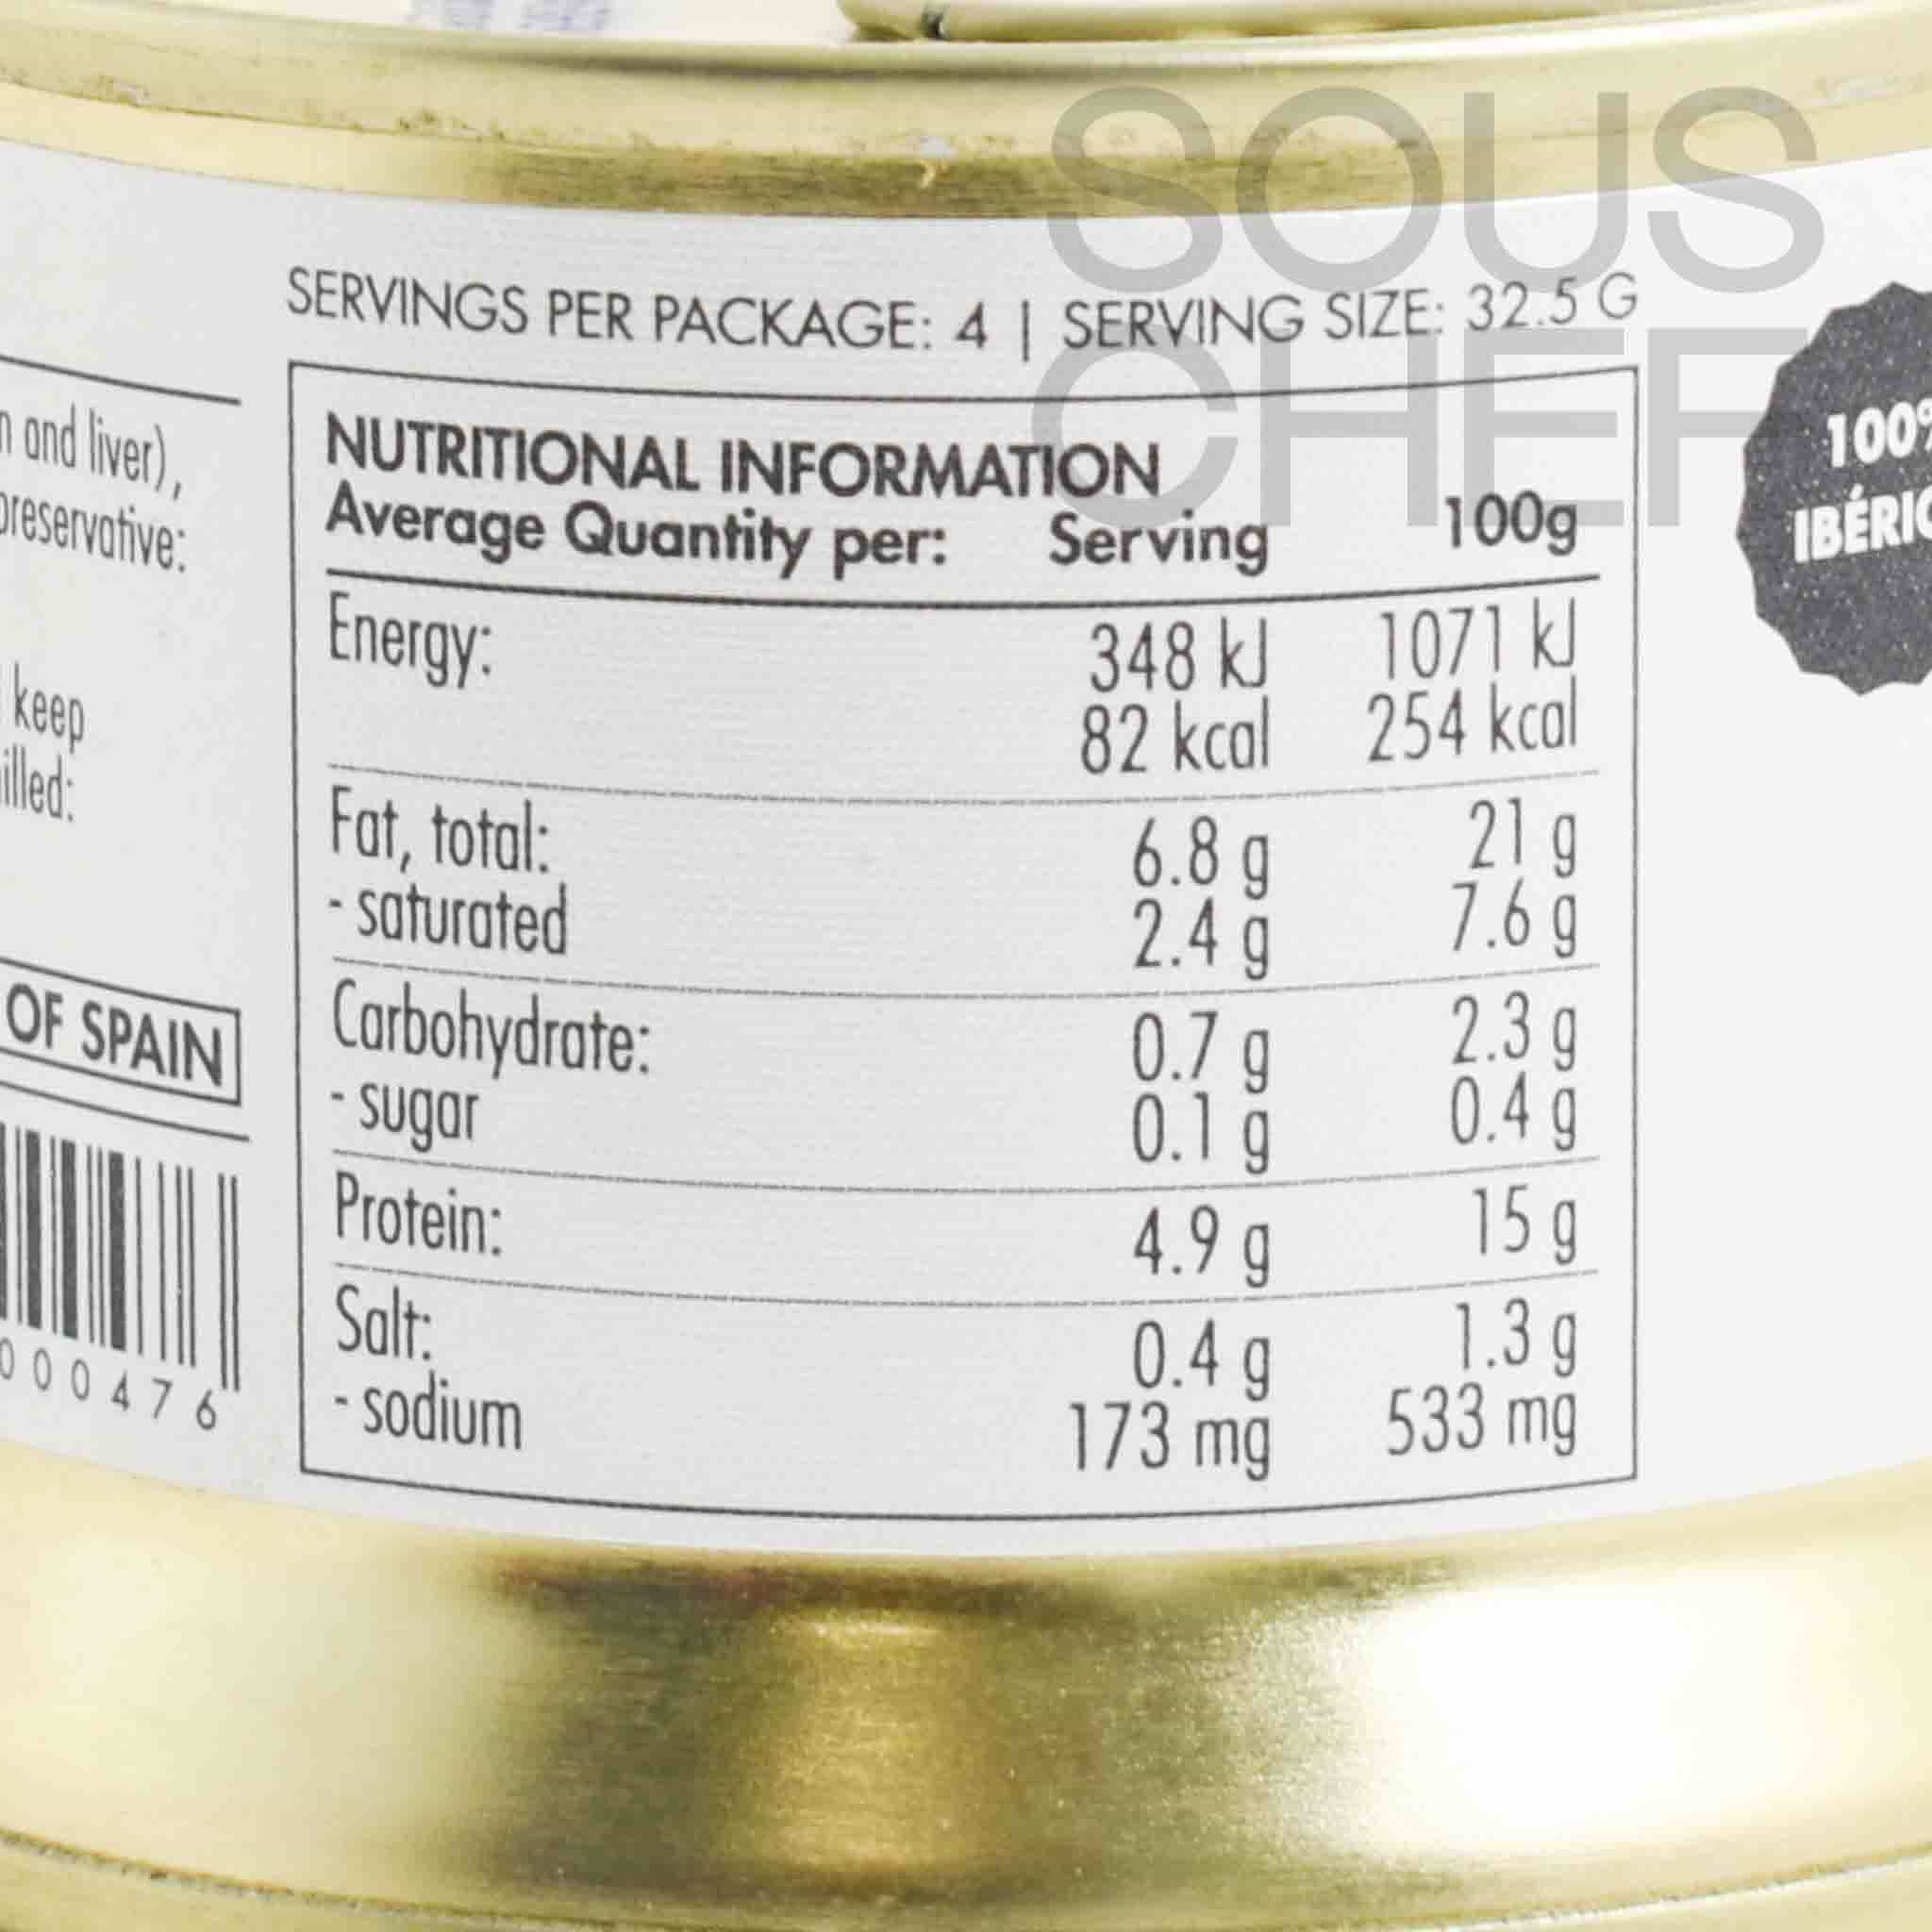 SOUS
CHEF
SERVINGS PER PACKAGE: 4 | SERVING SIZE: 32.5 G
and liver),
preservative:
keep
OF SPAIN
000476
NUTRITIONAL INFORMATION
Average Quantity per: Serving 100g
Energy: 348 kJ 1071 kJ
82 kcal 254 kcal
Fat, total: 6.8 g 21 g
- saturated 2.4 g 7.6 g
Carbohydrate: 0.7 g 2.3 g
- sugar 0.1 g 0.4 g
Protein: 4.9 g 15 g
Salt: 0.4 g 1.3 g
- sodium 173 mg 533 mg
100%